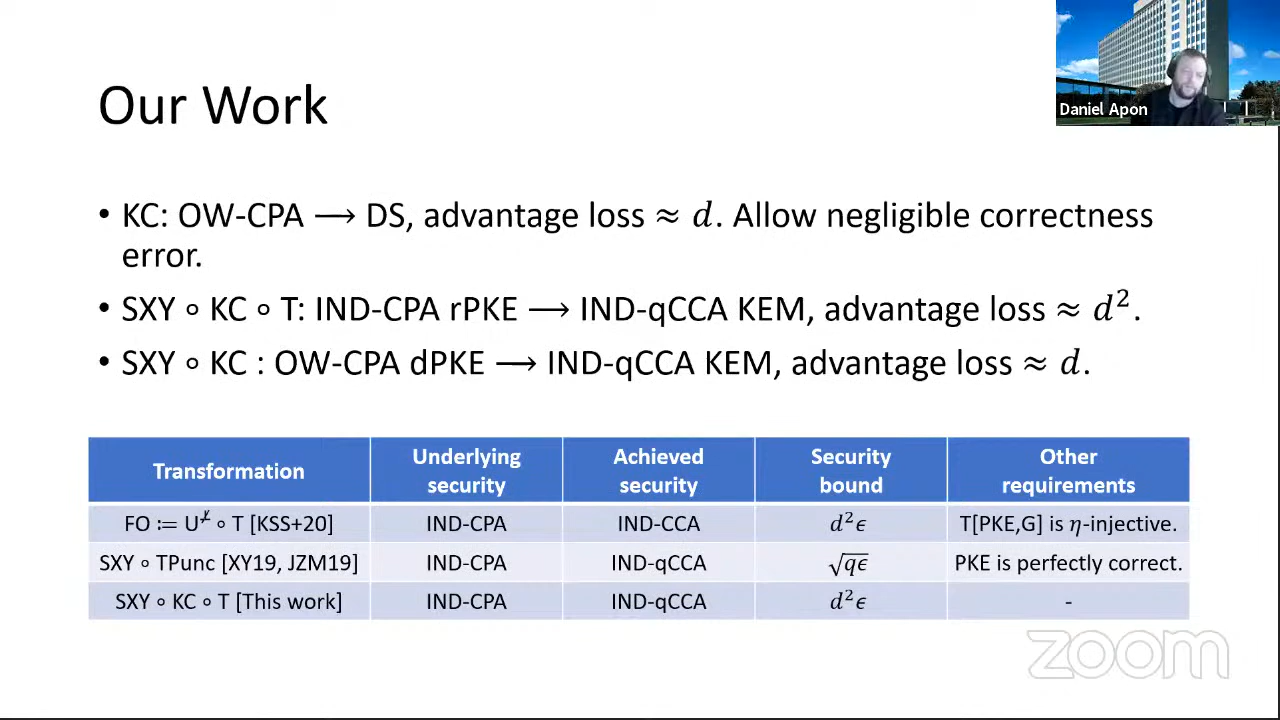 Our Work
Daniel Apon
• KC: OW-CPA ⟶ DS, advantage loss ≈ d. Allow negligible correctness
error.
• SXY ∘ KC ∘ T: IND-CPA rPKE ⟶ IND-qCCA KEM, advantage loss ≈ d².
• SXY ∘ KC : OW-CPA dPKE ⟶ IND-qCCA KEM, advantage loss ≈ d.
Transformation Underlying security Achieved security Security bound Other requirements
FO ≔ U^⊥̸ ∘ T [KSS+20] IND-CPA IND-CCA d²ϵ T[PKE,G] is η-injective.
SXY ∘ TPunc [XY19, JZM19] IND-CPA IND-qCCA √qϵ PKE is perfectly correct.
SXY ∘ KC ∘ T [This work] IND-CPA IND-qCCA d²ϵ -
zoom